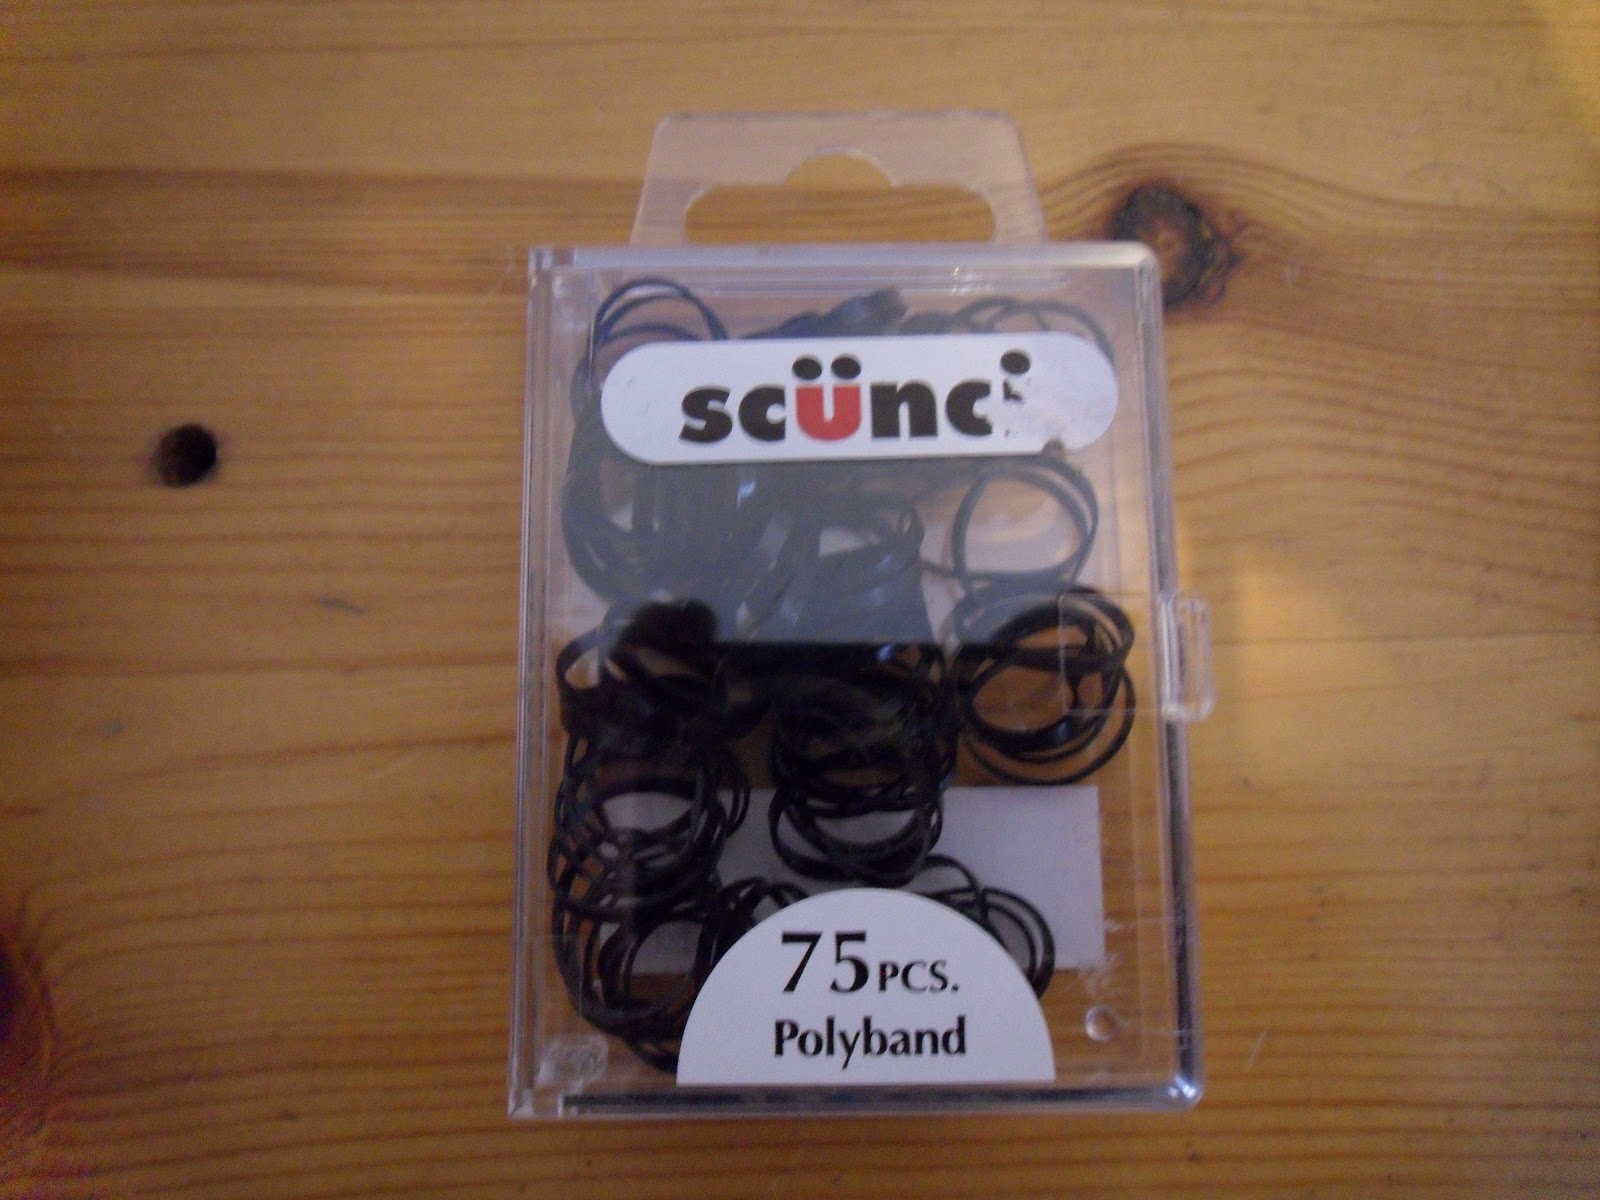 scünci
75 PCS.
Polyband